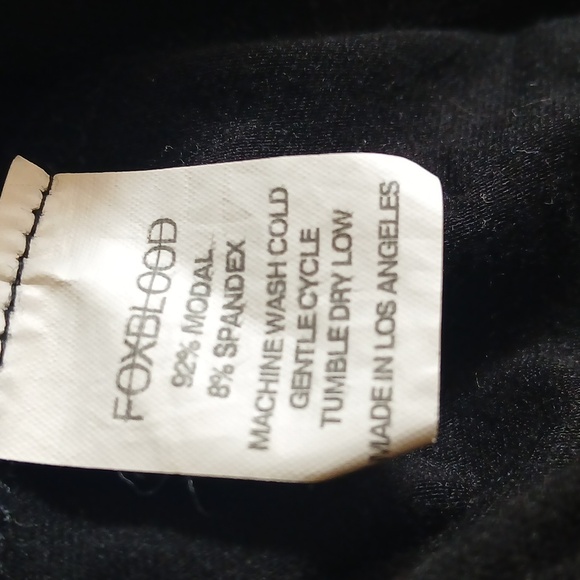 FOXBLOOD
92% MODAL
8% SPANDEX
MACHINE WASH COLD
GENTLE CYCLE
TUMBLE DRY LOW
MADE IN LOS ANGELES